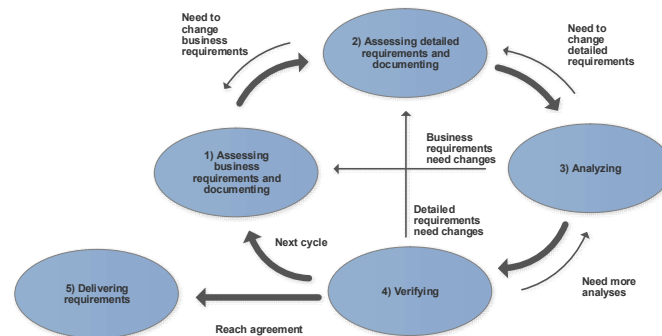 Need to
change
business
requirements
2) Assessing detailed
requirements and
documenting
Need to
change
detailed
requirements
1) Assessing
business
requirements and
documenting
Business
requirements
need changes
3) Analyzing
Detailed
requirements
need changes
Next cycle
5) Delivering
requirements
4) Verifying
Need more
analyses
Reach agreement